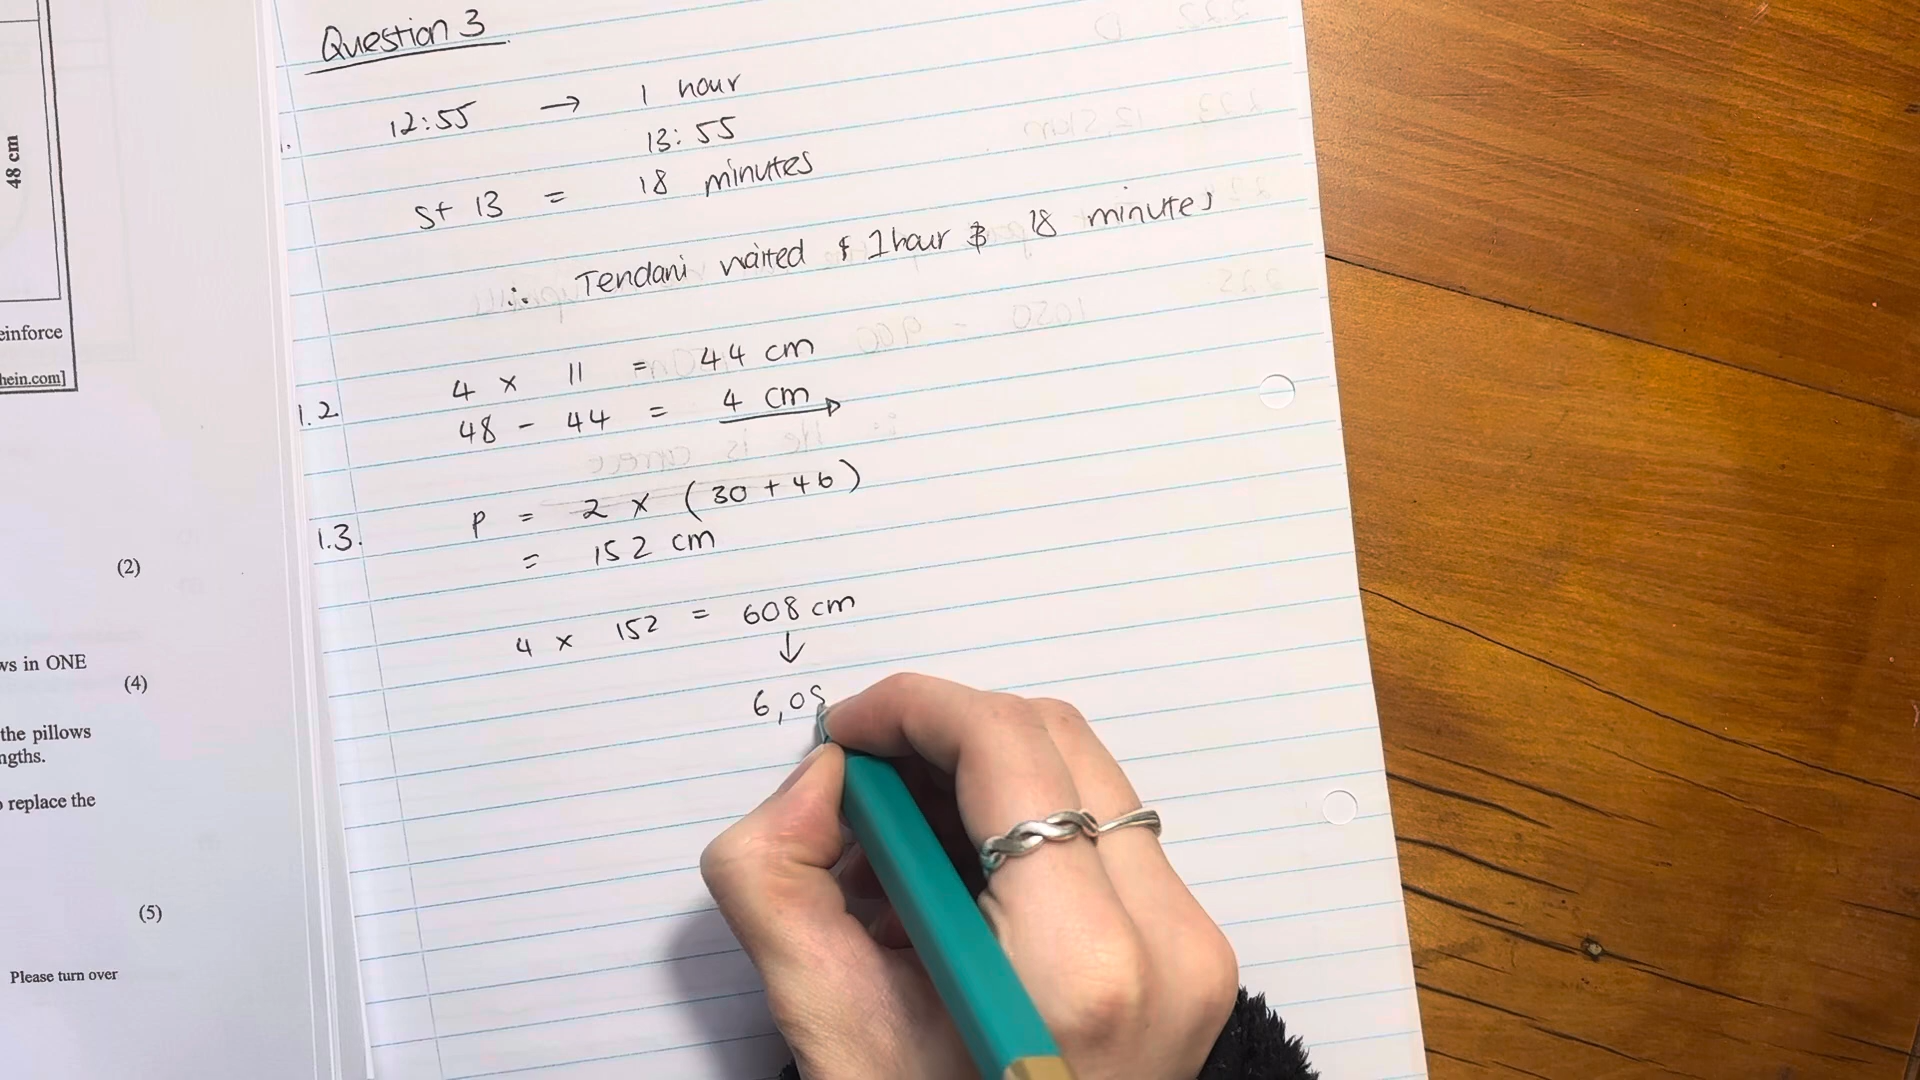 Question 3
1.
12:55 → 1 hour
13:55
st 13 = 18 minutes
∴ Tendani waited 1 hour 18 minutes
1.2 4 x 11 = 44 cm
48 - 44 = 4 cm
1.3. P = 2 x (30 + 46)
= 152 cm
4 x 152 = 608 cm
↓
6,08
48 cm
einforce
hein.com]
(2)
ws in ONE
(4)
the pillows
ngths.
replace the
(5)
Please turn over